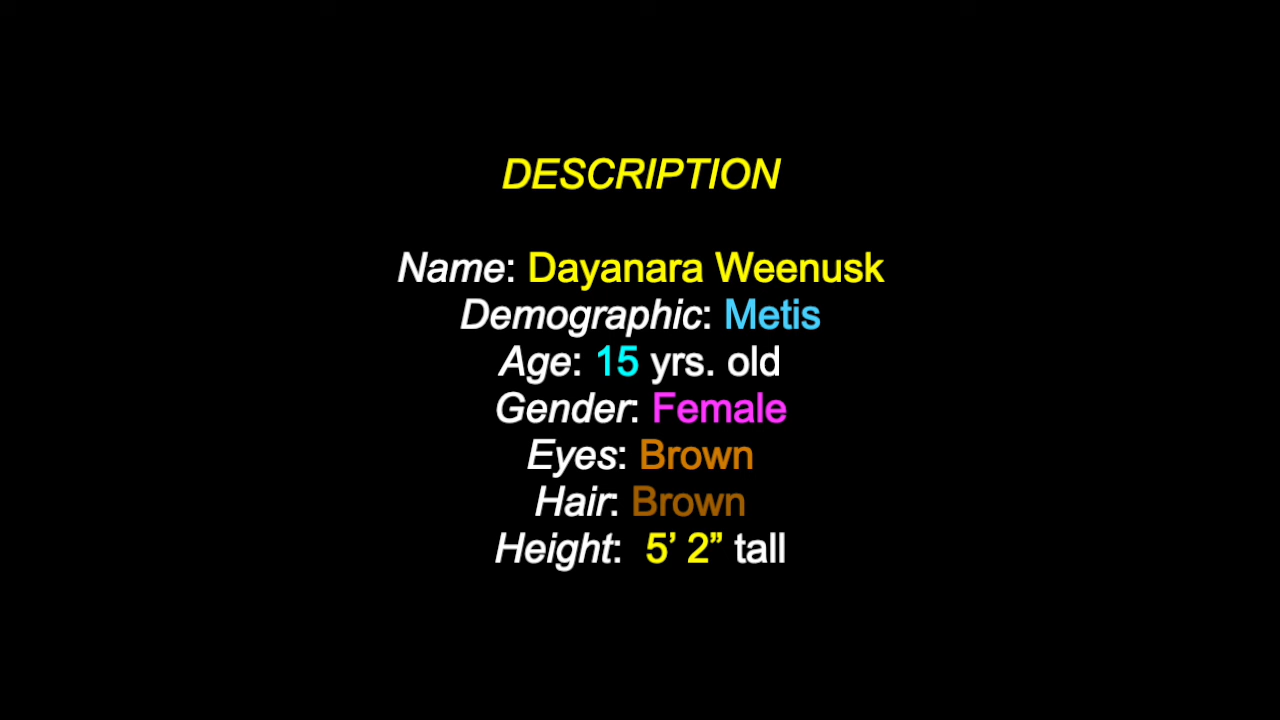 DESCRIPTION
Name: Dayanara Weenusk
Demographic: Metis
Age: 15 yrs. old
Gender: Female
Eyes: Brown
Hair: Brown
Height:  5’ 2” tall